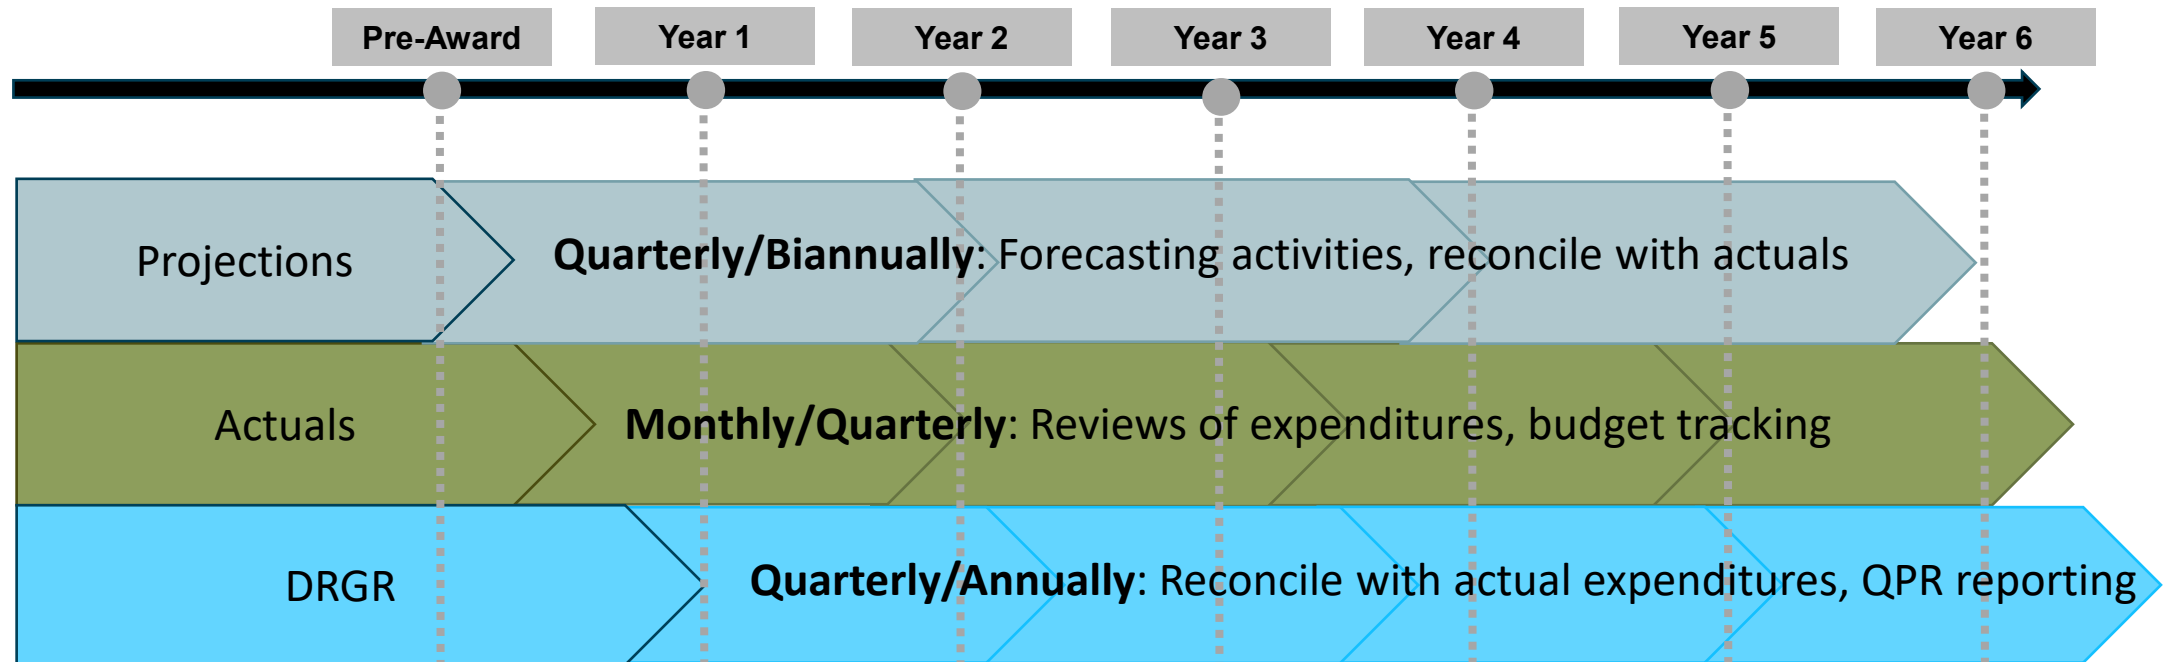 Pre-Award
Year 1
Year 2
Year 3
Year 4
Year 5
Year 6
Projections
Quarterly/Biannually: Forecasting activities, reconcile with actuals
Actuals
Monthly/Quarterly: Reviews of expenditures, budget tracking
DRGR
Quarterly/Annually: Reconcile with actual expenditures, QPR reporting